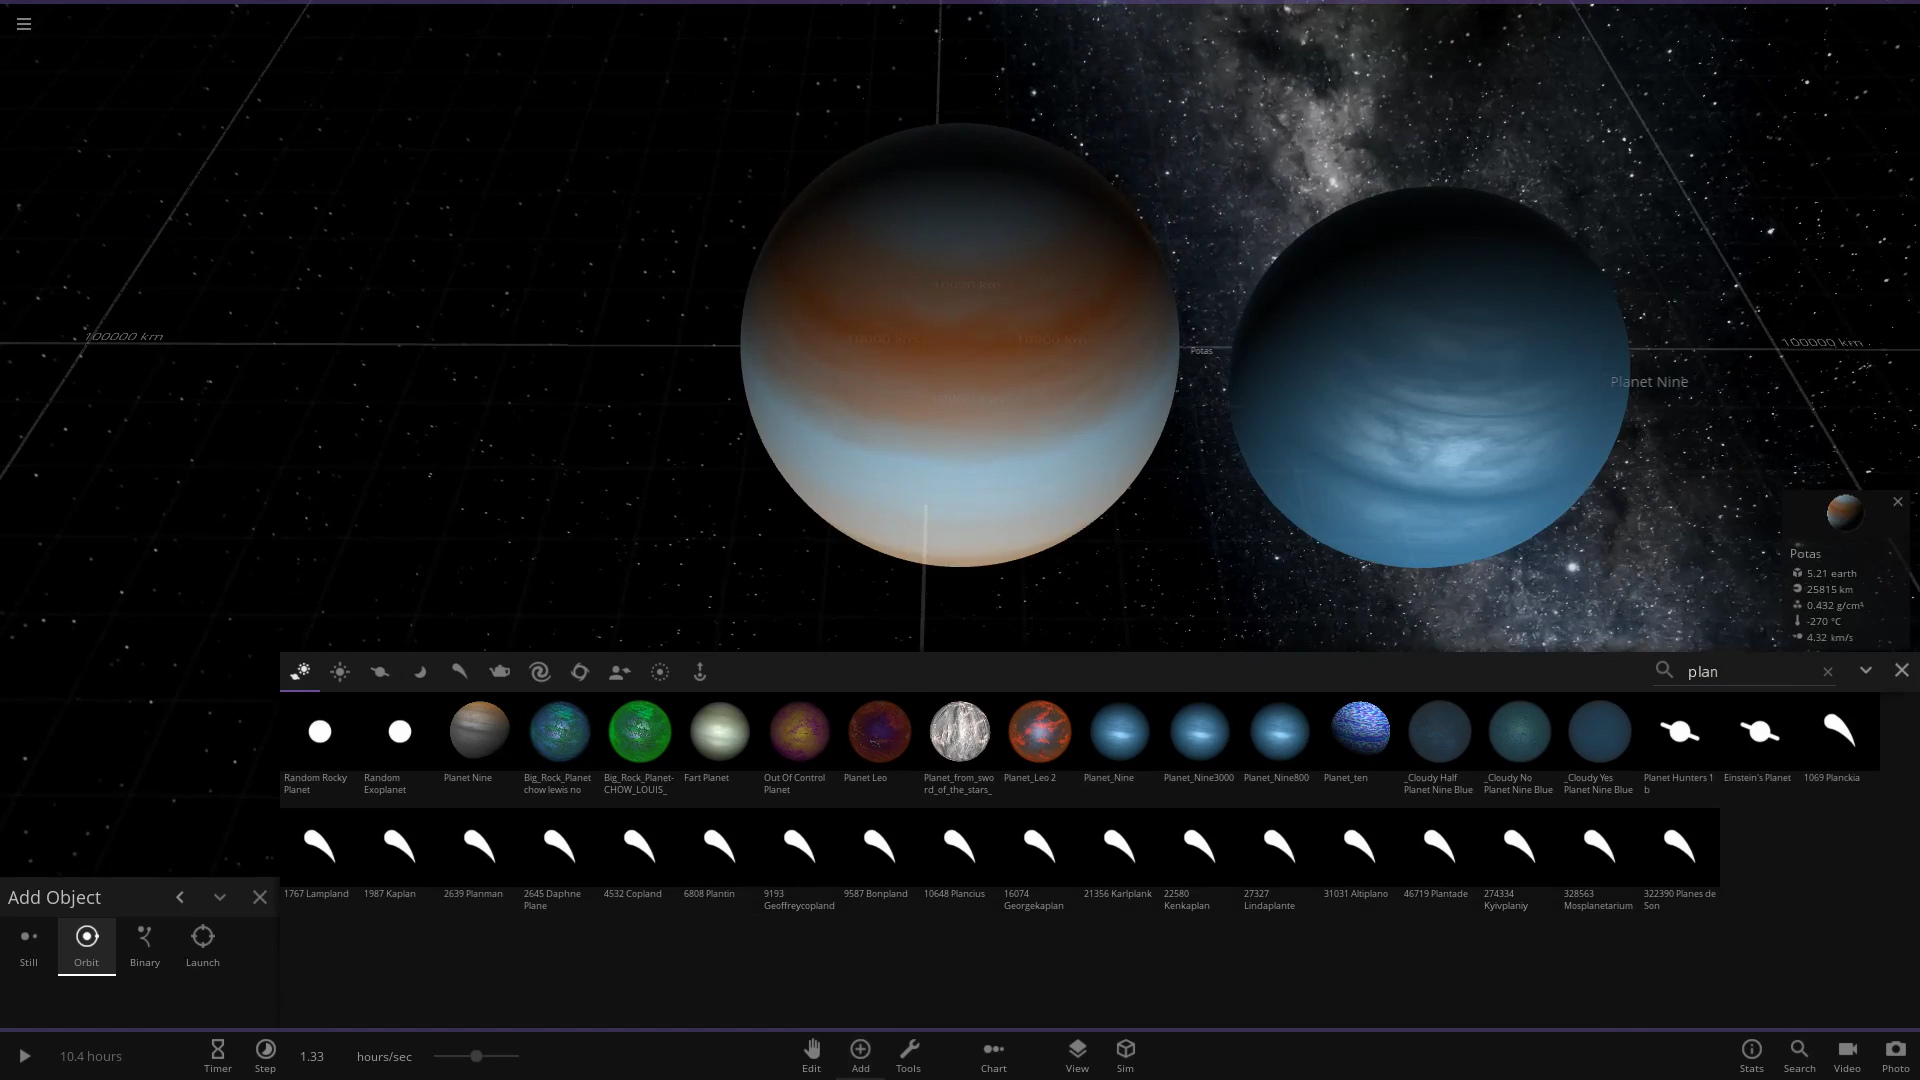 100000 km
10000 km
10000 km
Potas
100000 km
Planet Nine
Potas
5.21 earth
25815 km
0.432 g/cm³
-270 °C
4.32 km/s
plan
Random Rocky
Planet
Random
Exoplanet
Planet Nine
Big_Rock_Planet
chow lewis no
Big_Rock_Planet-
CHOW_LOUIS_
Fart Planet
Out Of Control
Planet
Planet Leo
Planet_from_swo
rd_of_the_stars_
Planet_Leo 2
Planet_Nine
Planet_Nine3000
Planet_Nine800
Planet_ten
_Cloudy Half
Planet Nine Blue
_Cloudy No
Planet Nine Blue
_Cloudy Yes
Planet Nine Blue
Planet Hunters 1
b
Einstein's Planet
1069 Planckia
1767 Lampland
1987 Kaplan
2639 Planman
2645 Daphne
Plane
4532 Copland
6808 Plantin
9193
Geoffreycopland
9587 Bonpland
10648 Plancius
16074
Georgekaplan
21356 Karlplank
22580
Kenkaplan
27327
Lindaplante
31031 Altiplano
46719 Plantade
274334
Kyivplaniy
328563
Mosplanetarium
322390 Planes de
Son
Add Object
Still
Orbit
Binary
Launch
10.4 hours
Timer
Step
1.33
hours/sec
Edit
Add
Tools
Chart
View
Sim
Stats
Search
Video
Photo